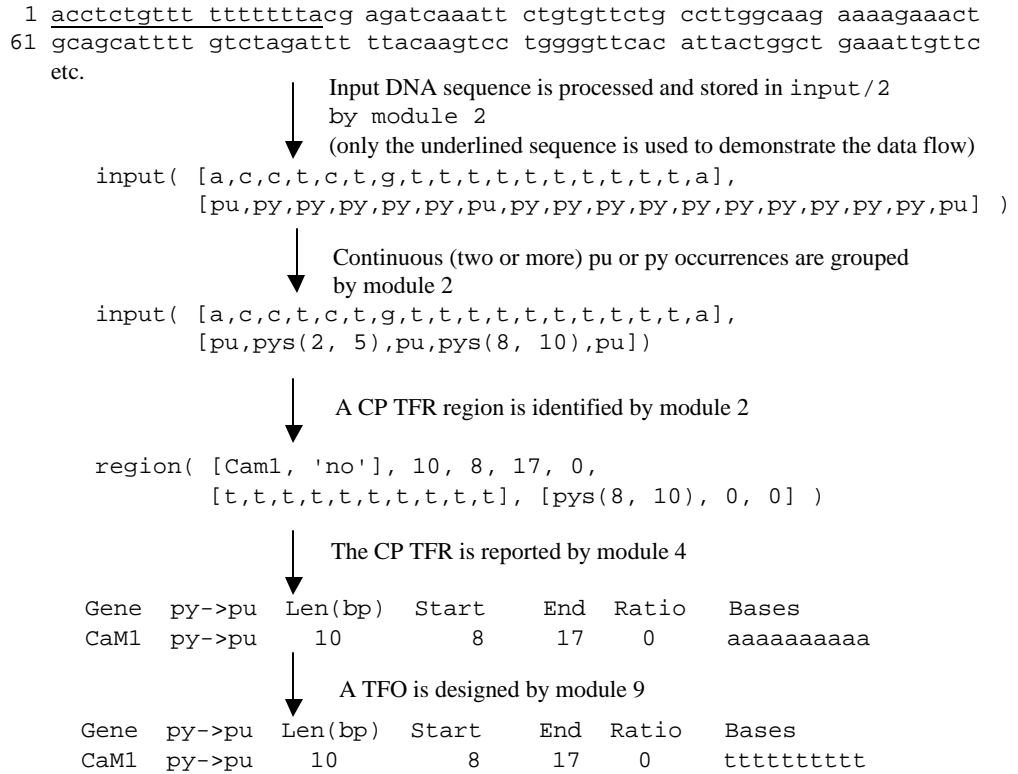 1 acctctgttt tttttttacg agatcaaatt ctgtgttctg ccttggcaag aaaagaaact
61 gcagcatttt gtctagattt ttacaagtcc tggggttcac attactggct gaaattgttc
etc.
Input DNA sequence is processed and stored in input/2
by module 2
(only the underlined sequence is used to demonstrate the data flow)
input( [a,c,c,t,c,t,g,t,t,t,t,t,t,t,t,t,t,a],
[pu,py,py,py,py,py,pu,py,py,py,py,py,py,py,py,py,py,pu] )
Continuous (two or more) pu or py occurrences are grouped
by module 2
input( [a,c,c,t,c,t,g,t,t,t,t,t,t,t,t,t,t,a],
[pu,pys(2, 5),pu,pys(8, 10),pu])
A CP TFR region is identified by module 2
region( [Cam1, 'no'], 10, 8, 17, 0,
[t,t,t,t,t,t,t,t,t,t], [pys(8, 10), 0, 0] )
The CP TFR is reported by module 4
Gene py->pu Len(bp) Start End Ratio Bases
CaM1 py->pu 10 8 17 0 aaaaaaaaaa
A TFO is designed by module 9
Gene py->pu Len(bp) Start End Ratio Bases
CaM1 py->pu 10 8 17 0 tttttttttt